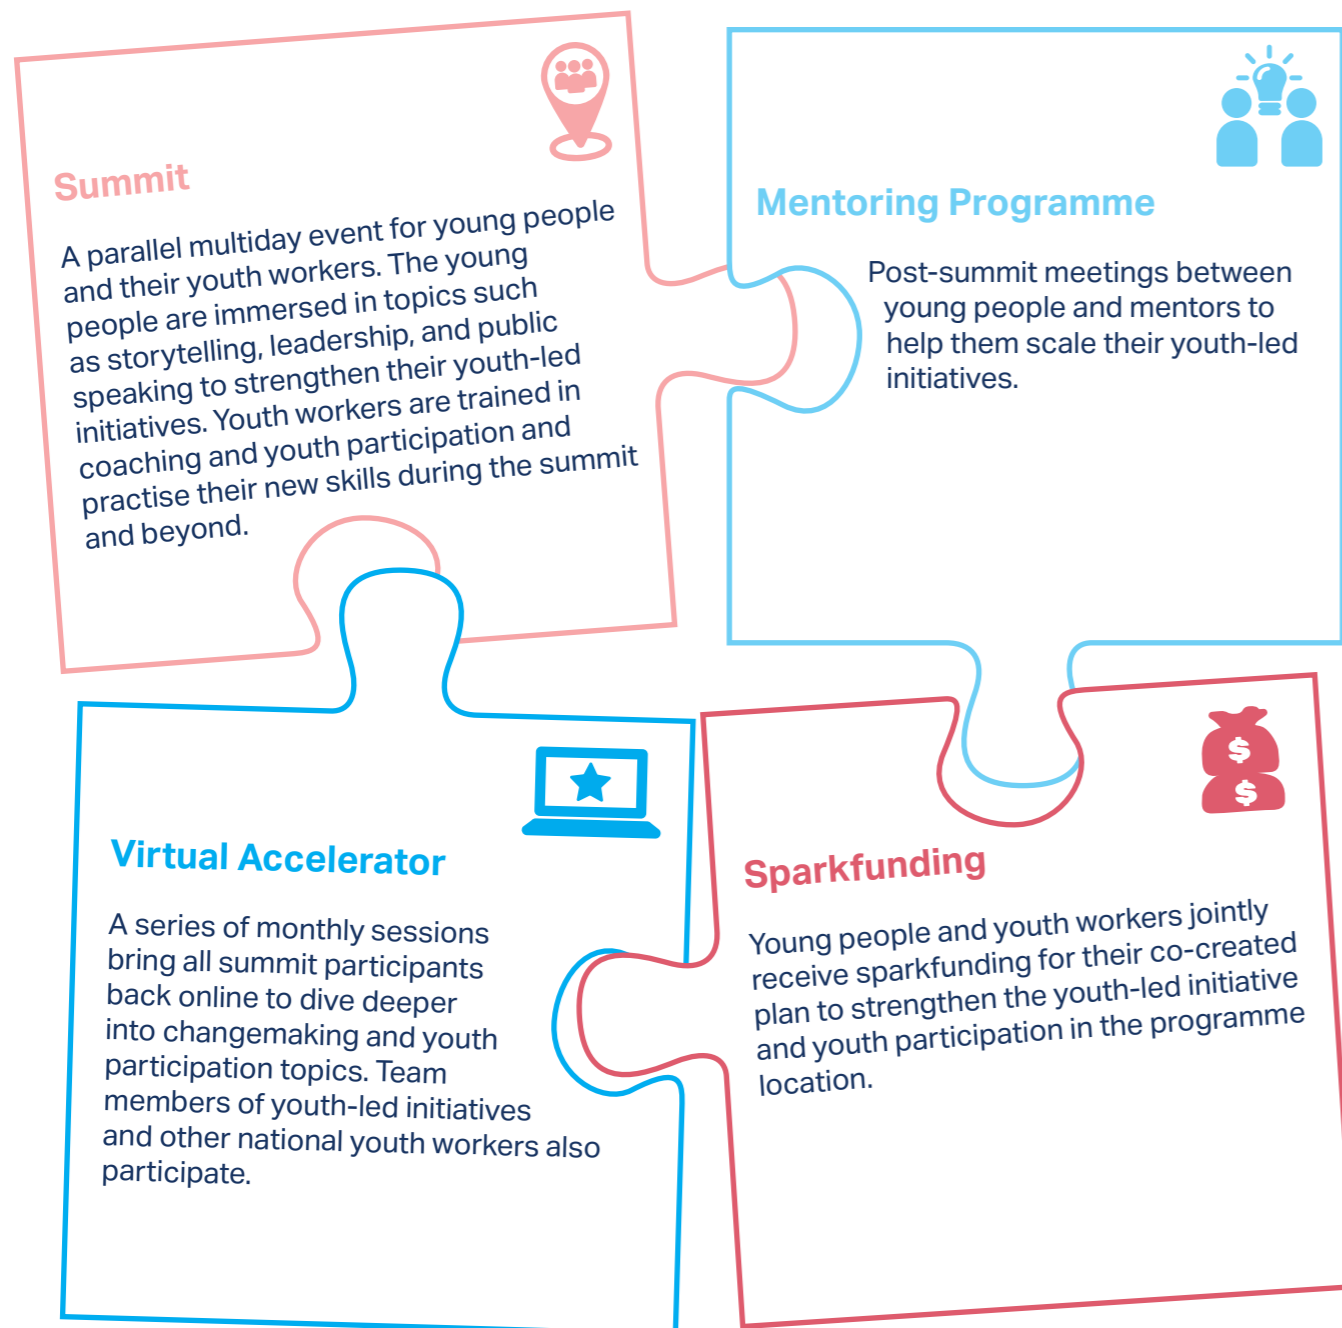 Summit
A parallel multiday event for young people
and their youth workers. The young
people are immersed in topics such
as storytelling, leadership, and public
speaking to strengthen their youth-led
initiatives. Youth workers are trained in
coaching and youth participation and
practise their new skills during the summit
and beyond.
Mentoring Programme
Post-summit meetings between
young people and mentors to
help them scale their youth-led
initiatives.
Virtual Accelerator
A series of monthly sessions
bring all summit participants
back online to dive deeper
into changemaking and youth
participation topics. Team
members of youth-led initiatives
and other national youth workers also
participate.
$
$
Sparkfunding
Young people and youth workers jointly
receive sparkfunding for their co-created
plan to strengthen the youth-led initiative
and youth participation in the programme
location.